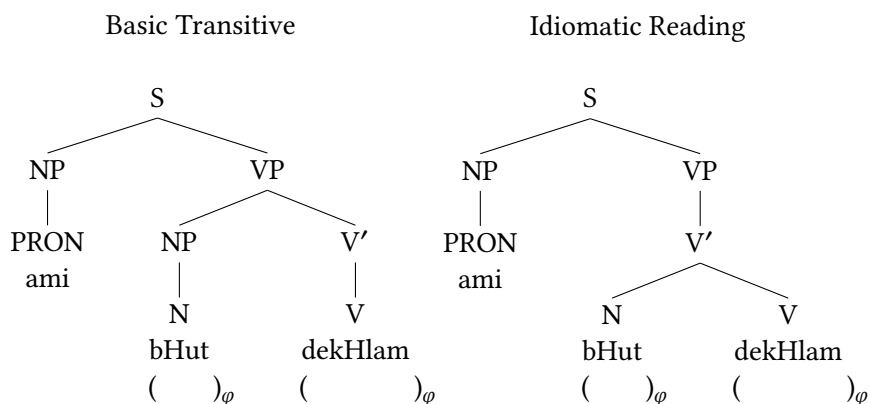 Basic Transitive Idiomatic Reading
S S
NP VP NP VP
PRON NP V′ PRON V′
ami ami
N V N V
bHut dekHlam bHut dekHlam
( )φ ( )φ ( )φ ( )φ